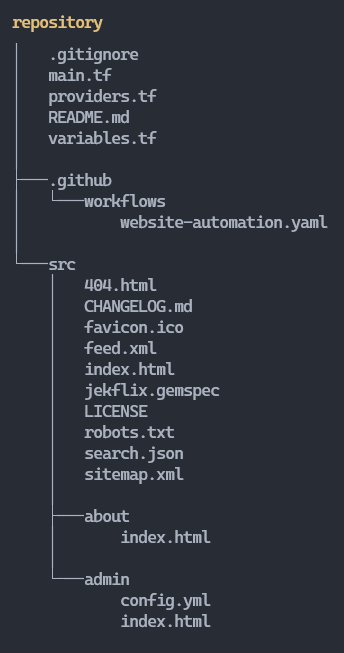 repository
.gitignore
main.tf
providers.tf
README.md
variables.tf
.github
workflows
website-automation.yaml
src
404.html
CHANGELOG.md
favicon.ico
feed.xml
index.html
jekflix.gemspec
LICENSE
robots.txt
search.json
sitemap.xml
about
index.html
admin
config.yml
index.html